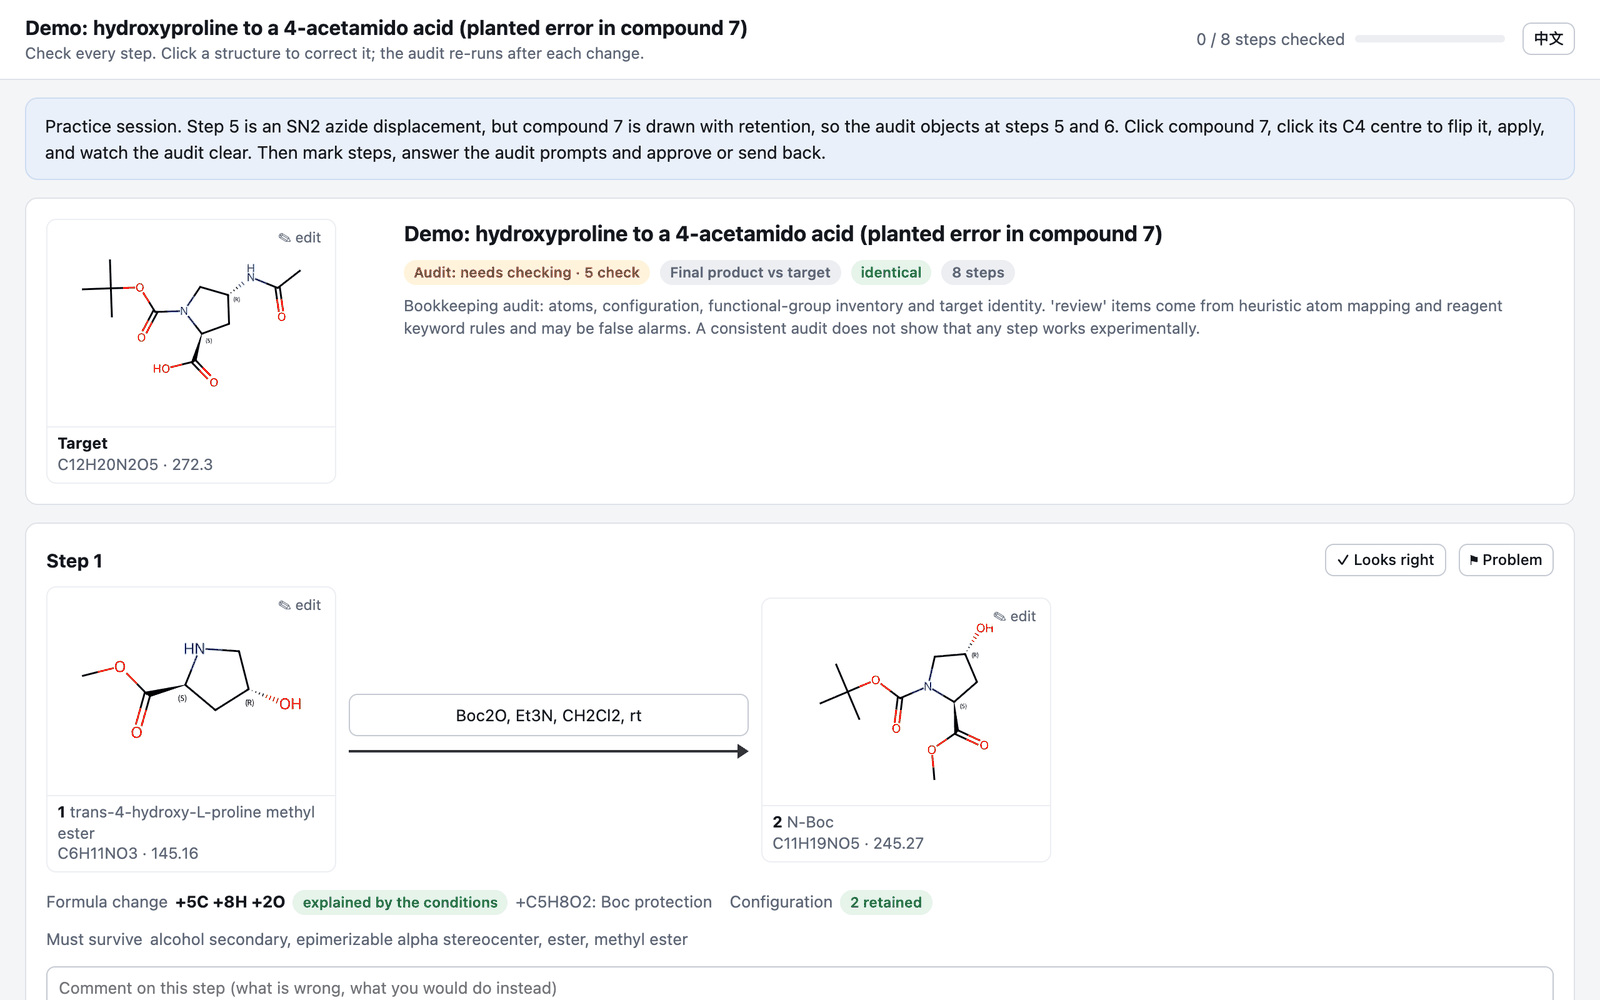 Demo: hydroxyproline to a 4-acetamido acid (planted error in compound 7)
Check every step. Click a structure to correct it; the audit re-runs after each change.
0 / 8 steps checked
中文
Practice session. Step 5 is an SN2 azide displacement, but compound 7 is drawn with retention, so the audit objects at steps 5 and 6. Click compound 7, click its C4 centre to flip it, apply,
and watch the audit clear. Then mark steps, answer the audit prompts and approve or send back.
✎ edit
H
N
O
(R)
N
O
O
(S)
HO
O
Target
C12H20N2O5 · 272.3
Demo: hydroxyproline to a 4-acetamido acid (planted error in compound 7)
Audit: needs checking · 5 check
Final product vs target
identical
8 steps
Bookkeeping audit: atoms, configuration, functional-group inventory and target identity. 'review' items come from heuristic atom mapping and reagent
keyword rules and may be false alarms. A consistent audit does not show that any step works experimentally.
Step 1
✓ Looks right
⚑ Problem
✎ edit
HN
O
(S)
(R)
OH
O
1 trans-4-hydroxy-L-proline methyl
ester
C6H11NO3 · 145.16
Boc2O, Et3N, CH2Cl2, rt
✎ edit
OH
(R)
O
N
(S)
O
O
O
2 N-Boc
C11H19NO5 · 245.27
Formula change +5C +8H +2O explained by the conditions +C5H8O2: Boc protection Configuration 2 retained
Must survive alcohol secondary, epimerizable alpha stereocenter, ester, methyl ester
Comment on this step (what is wrong, what you would do instead)